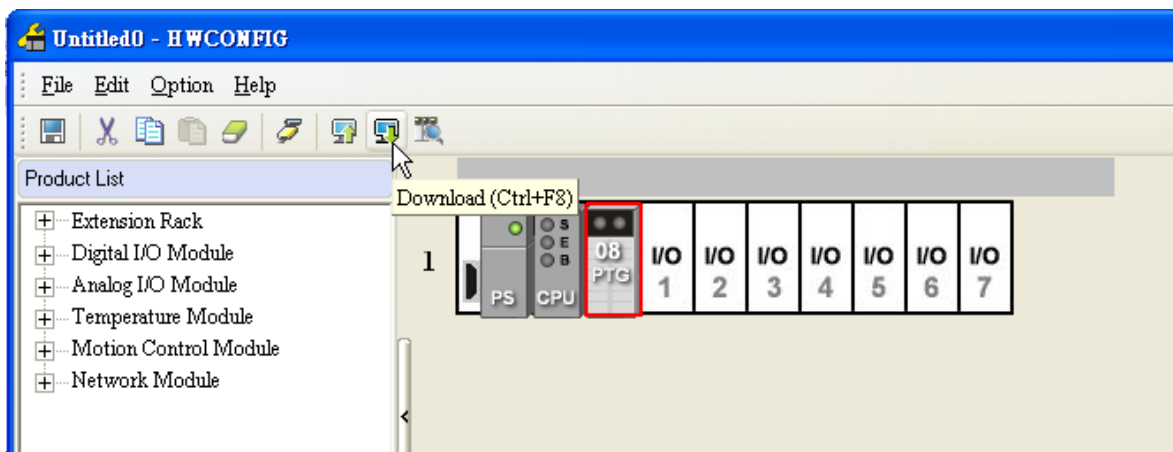 Untitled0 - HWCONFIG
File Edit Option Help
Product List
Download (Ctrl+F8)
Extension Rack
Digital I/O Module
Analog I/O Module
Temperature Module
Motion Control Module
Network Module
1
PS
CPU
S
E
B
08
PTG
I/O 1
I/O 2
I/O 3
I/O 4
I/O 5
I/O 6
I/O 7